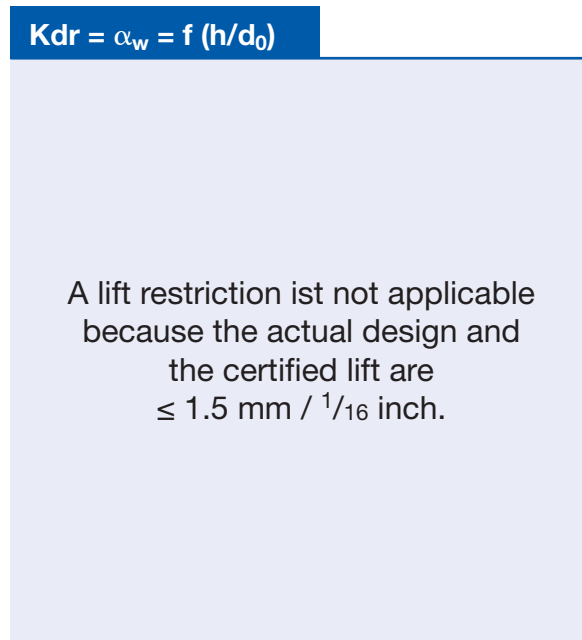 Kdr = αw = f (h/d0)
A lift restriction ist not applicable
because the actual design and
the certified lift are
≤ 1.5 mm / 1/16 inch.